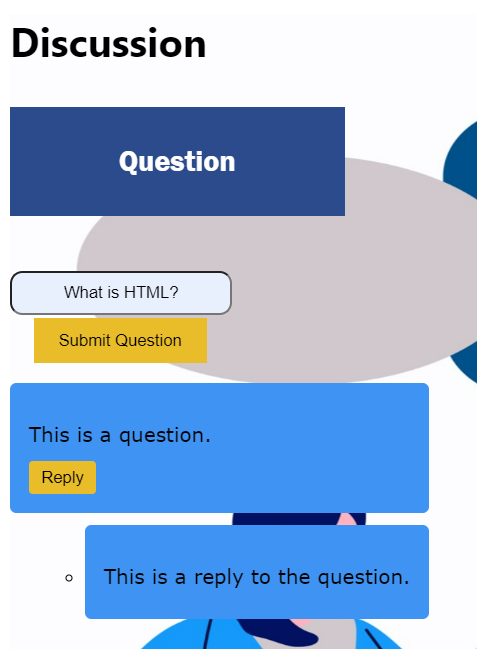 Discussion
Question
What is HTML?
Submit Question
This is a question.
Reply
This is a reply to the question.